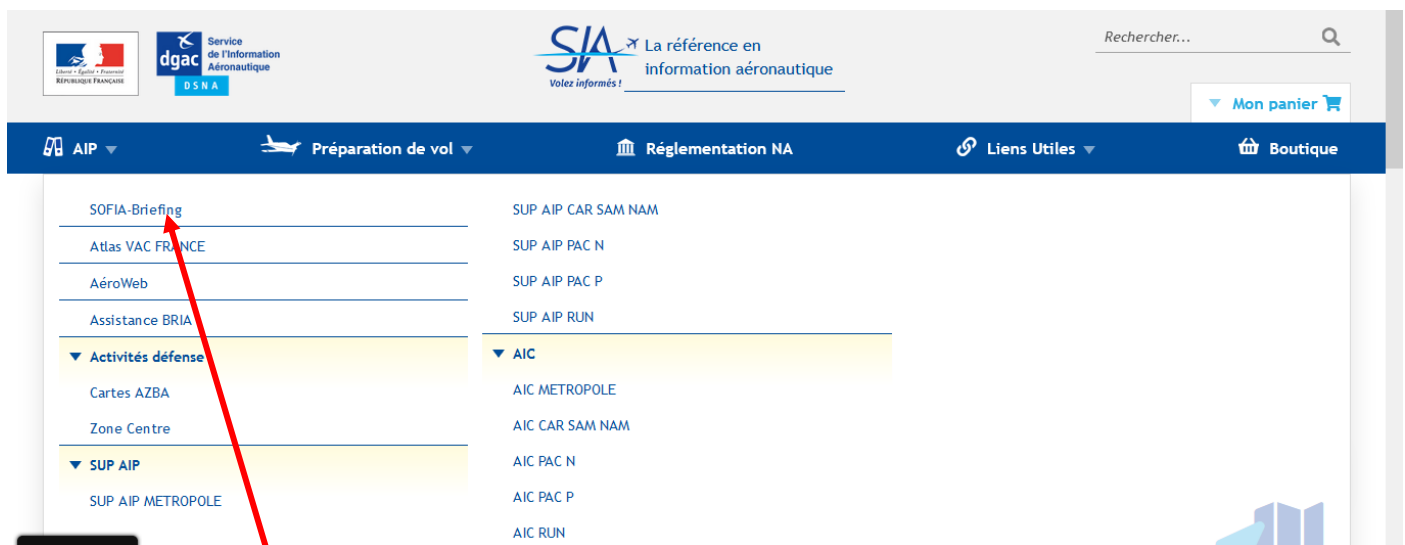 Liberté • Égalité • Fraternité
RÉPUBLIQUE FRANÇAISE
dgac
DSNA
Service
de l'Information
Aéronautique
SIA
Volez informés !
La référence en
information aéronautique
Rechercher...
Mon panier
AIP
Préparation de vol
Réglementation NA
Liens Utiles
Boutique
SOFIA-Briefing
Atlas VAC FRANCE
AéroWeb
Assistance BRIA
Activités défense
Cartes AZBA
Zone Centre
SUP AIP
SUP AIP METROPOLE
SUP AIP CAR SAM NAM
SUP AIP PAC N
SUP AIP PAC P
SUP AIP RUN
AIC
AIC METROPOLE
AIC CAR SAM NAM
AIC PAC N
AIC PAC P
AIC RUN